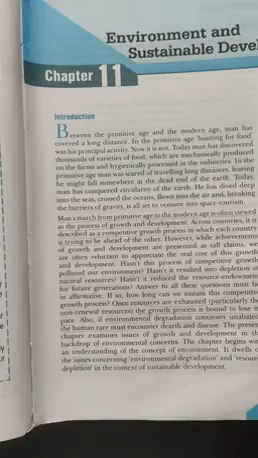 Environment and
Sustainable Deve
Chapter 11
Introduction
Between the primitive age and the modern age, man has
covered a long distance. In the primitive age 'hunting for food'
was his principal activity. Now it is not. Today man has discovered
thousands of varieties of food, which are mechanically produced
on the farms and hygienically processed in the industries. In the
primitive age man was scared of travelling long distances, fearing
he might fall somewhere at the dead end of the earth. Today,
man has conquered circularity of the earth. He has dived deep
into the seas, crossed the oceans, flown into the air and, breaking
the barriers of gravity, is all set to venture into space-tourism.
Man's march from primitive age to the modern age is often viewed
as the process of growth and development. Across countries, it is
described as a competitive growth process in which each country
is trying to be ahead of the other. However, while achievements
of growth and development are presented as tall claims, we
are often reluctant to appreciate the real cost of this growth
and development. Hasn't this process of competitive growth
polluted our environment? Hasn't it resulted into depletion of
natural resources? Hasn't it reduced the resource-endowment
for future generations? Answer to all these questions must be
in affirmative. If so, how long can we sustain this competitive
growth process? Once resources are exhausted (particularly the
non-renewal resources) the growth process is bound to lose it
pace. Also, if environmental degradation continues unabated
the human race must encounter dearth and disease. The presen
chapter examines issues of growth and development in th
backdrop of environmental concerns. The chapter begins wit
an understanding of the concept of environment. It dwells o
the issues concerning 'environmental degradation' and 'resourc
depletion' in the context of sustainable development.